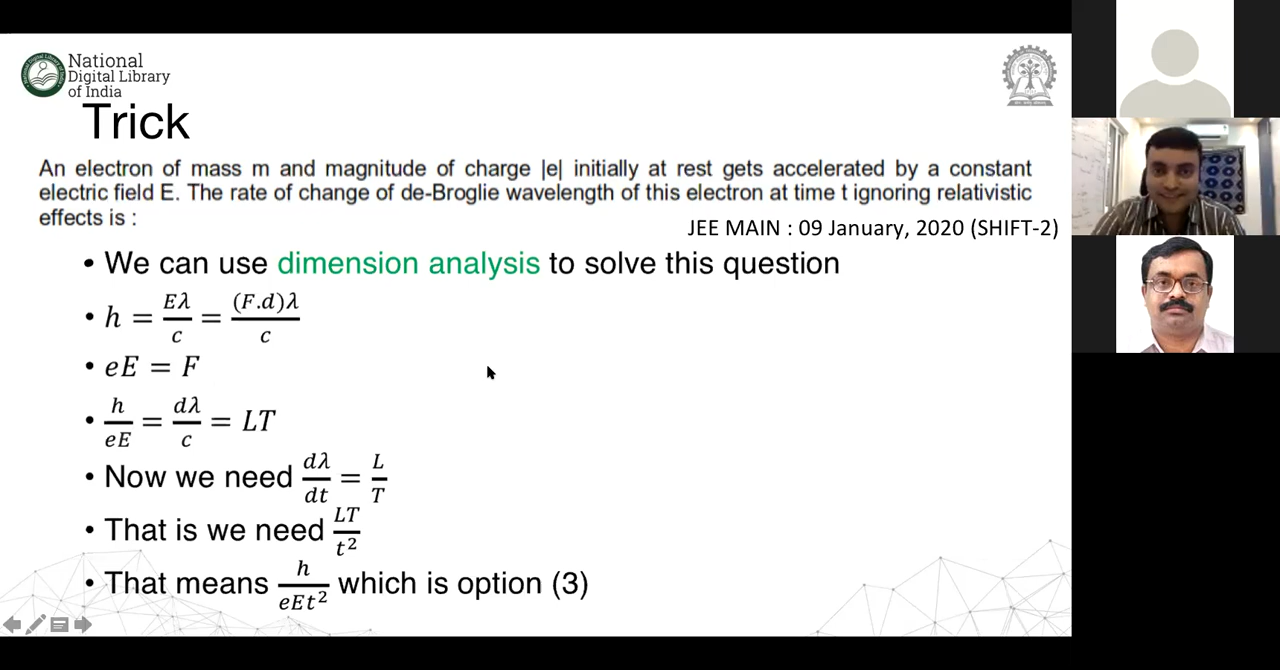 National
Digital Library
of India
Trick
An electron of mass m and magnitude of charge |e| initially at rest gets accelerated by a constant
electric field E. The rate of change of de-Broglie wavelength of this electron at time t ignoring relativistic
effects is :
JEE MAIN : 09 January, 2020 (SHIFT-2)
• We can use dimension analysis to solve this question
• h = Eλ/c = (F.d)λ/c
• eE = F
• h/eE = dλ/c = LT
• Now we need dλ/dt = L/T
• That is we need LT/t²
• That means h/eEt² which is option (3)